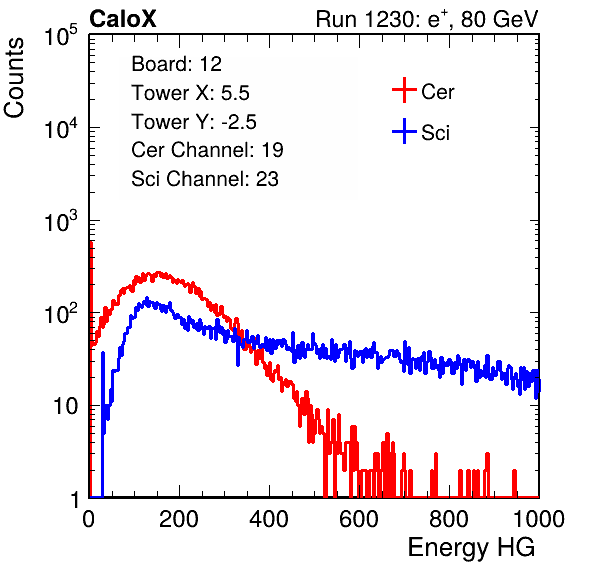 CaloX Run 1230: e⁺, 80 GeV
Counts
Board: 12
Tower X: 5.5
Tower Y: -2.5
Cer Channel: 19
Sci Channel: 23
Cer
Sci
10⁵
10⁴
10³
10²
10
1
0 200 400 600 800 1000
Energy HG